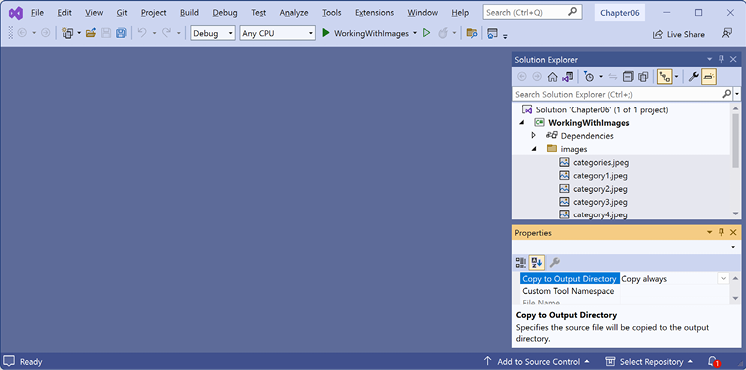 File Edit View Git Project Build Debug Test Analyze Tools Extensions Window Help Search (Ctrl+Q) Chapter06
Debug Any CPU WorkingWithImages Live Share
Solution Explorer
Search Solution Explorer (Ctrl+;)
Solution 'Chapter06' (1 of 1 project)
C# WorkingWithImages
Dependencies
images
categories.jpeg
category1.jpeg
category2.jpeg
category3.jpeg
category4.jpeg
Properties
Copy to Output Directory Copy always
Custom Tool Namespace
File Name
Copy to Output Directory
Specifies the source file will be copied to the output
directory.
Ready Add to Source Control Select Repository 1